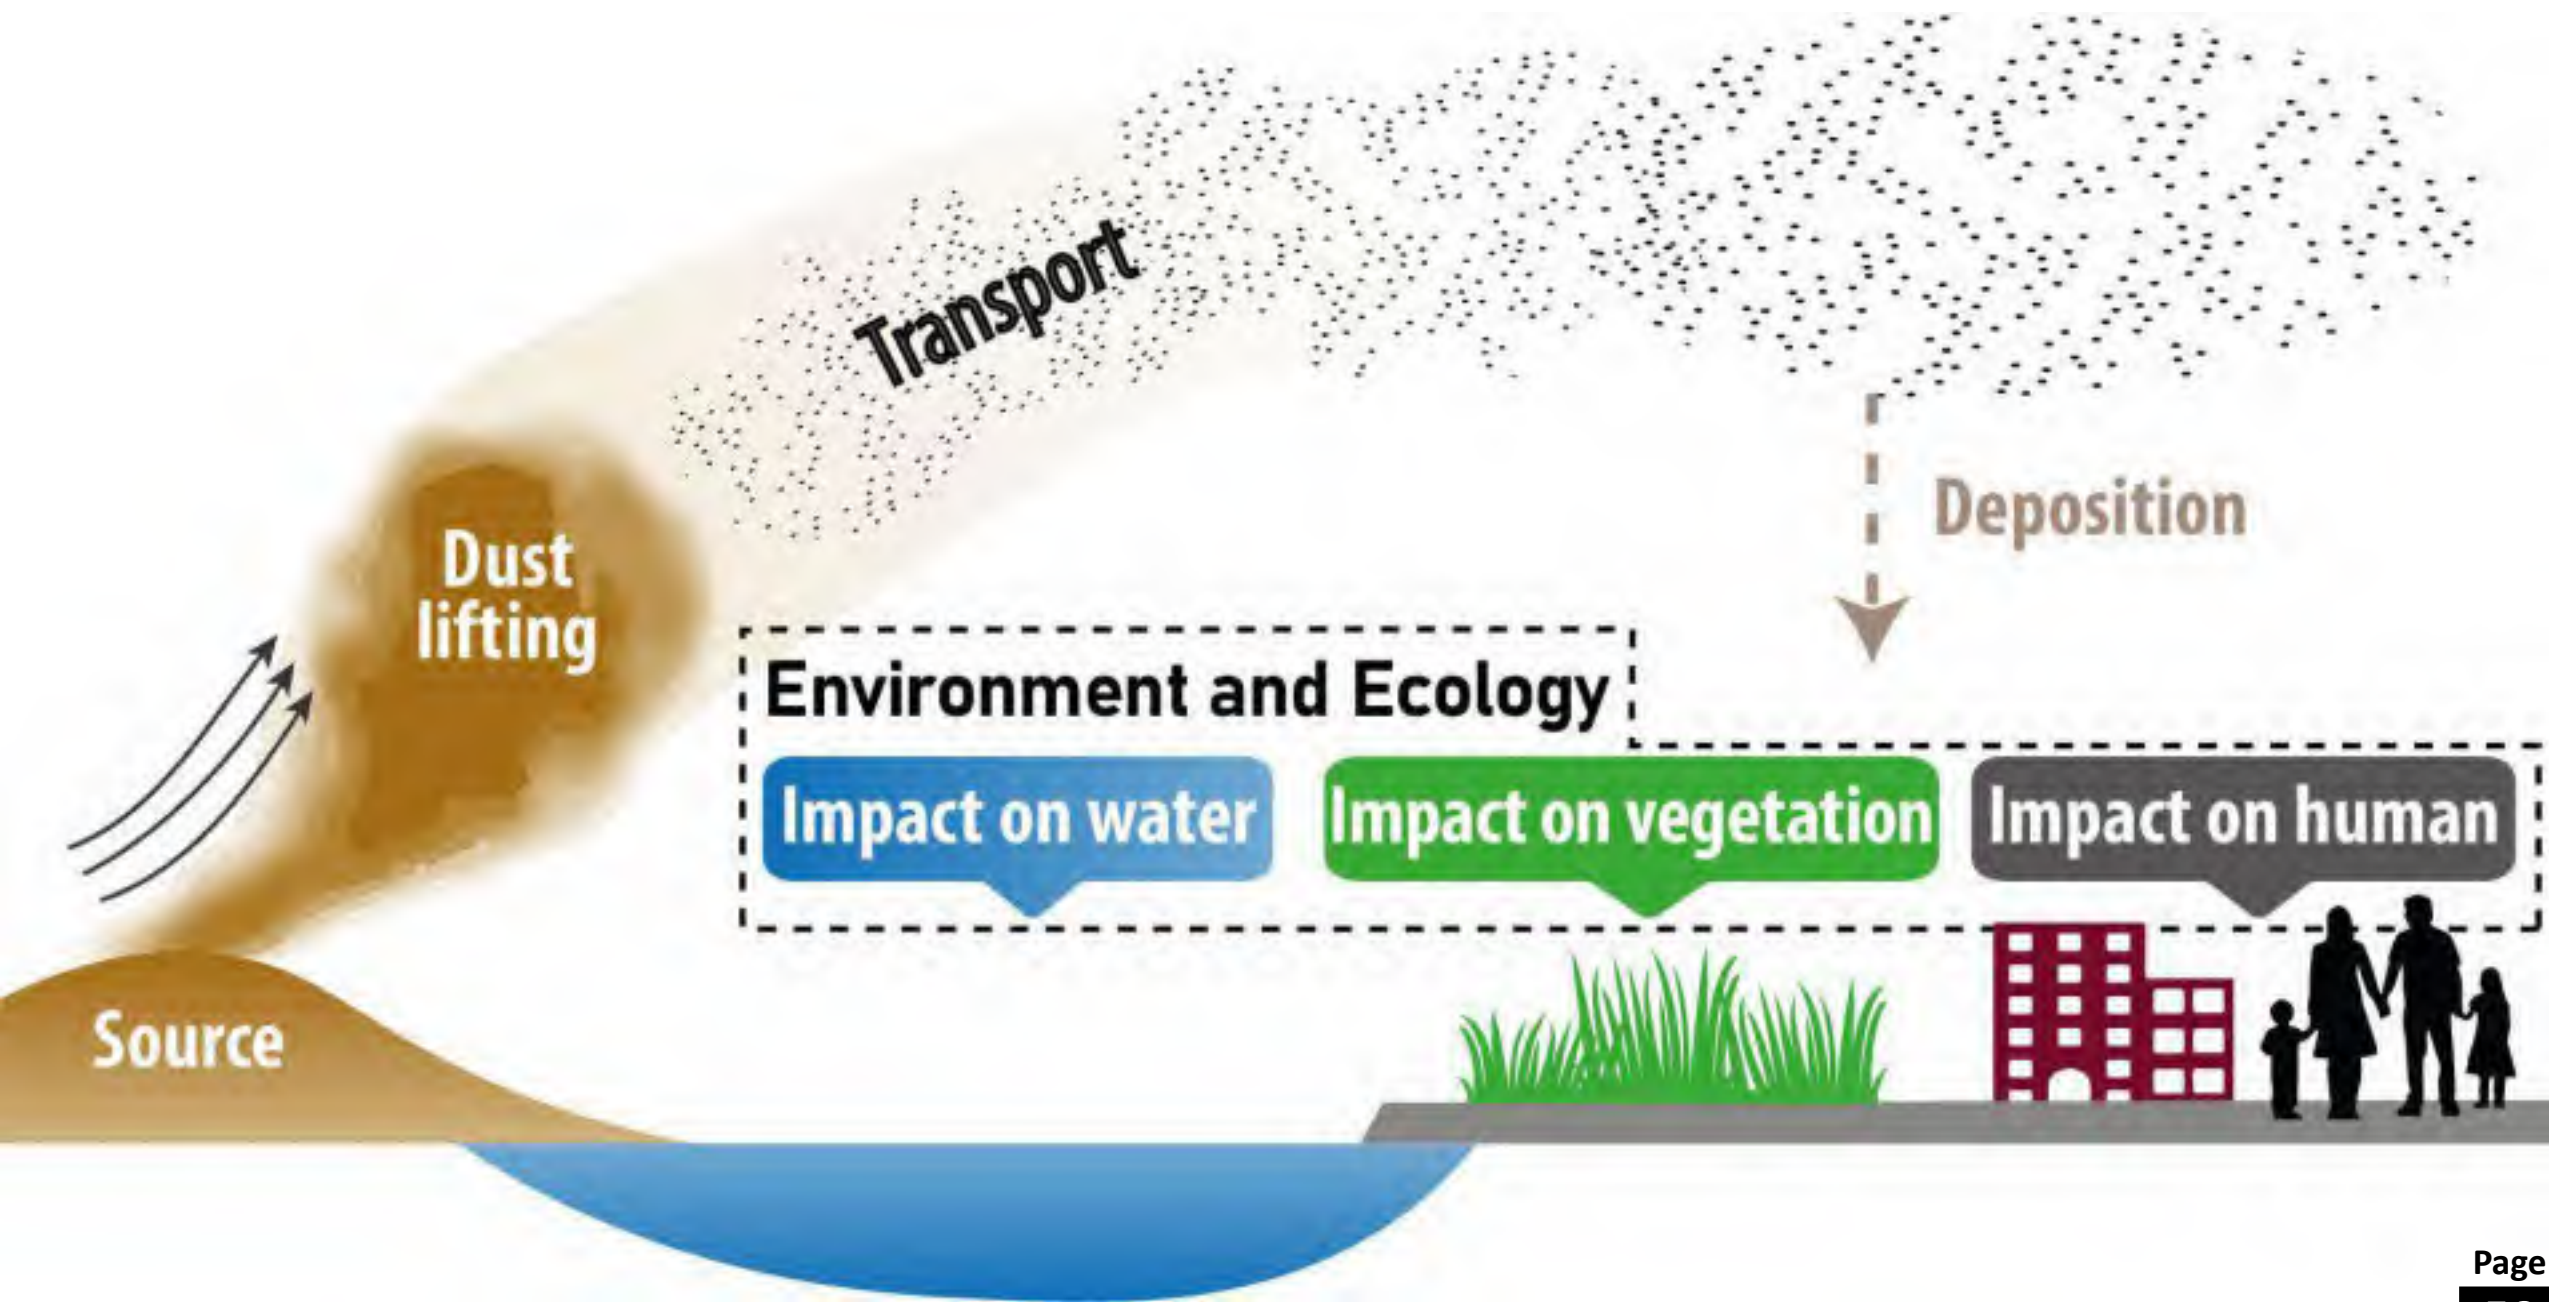 Transport
Dust
lifting
Deposition
Environment and Ecology
Impact on water
Impact on vegetation
Impact on human
Source
Page